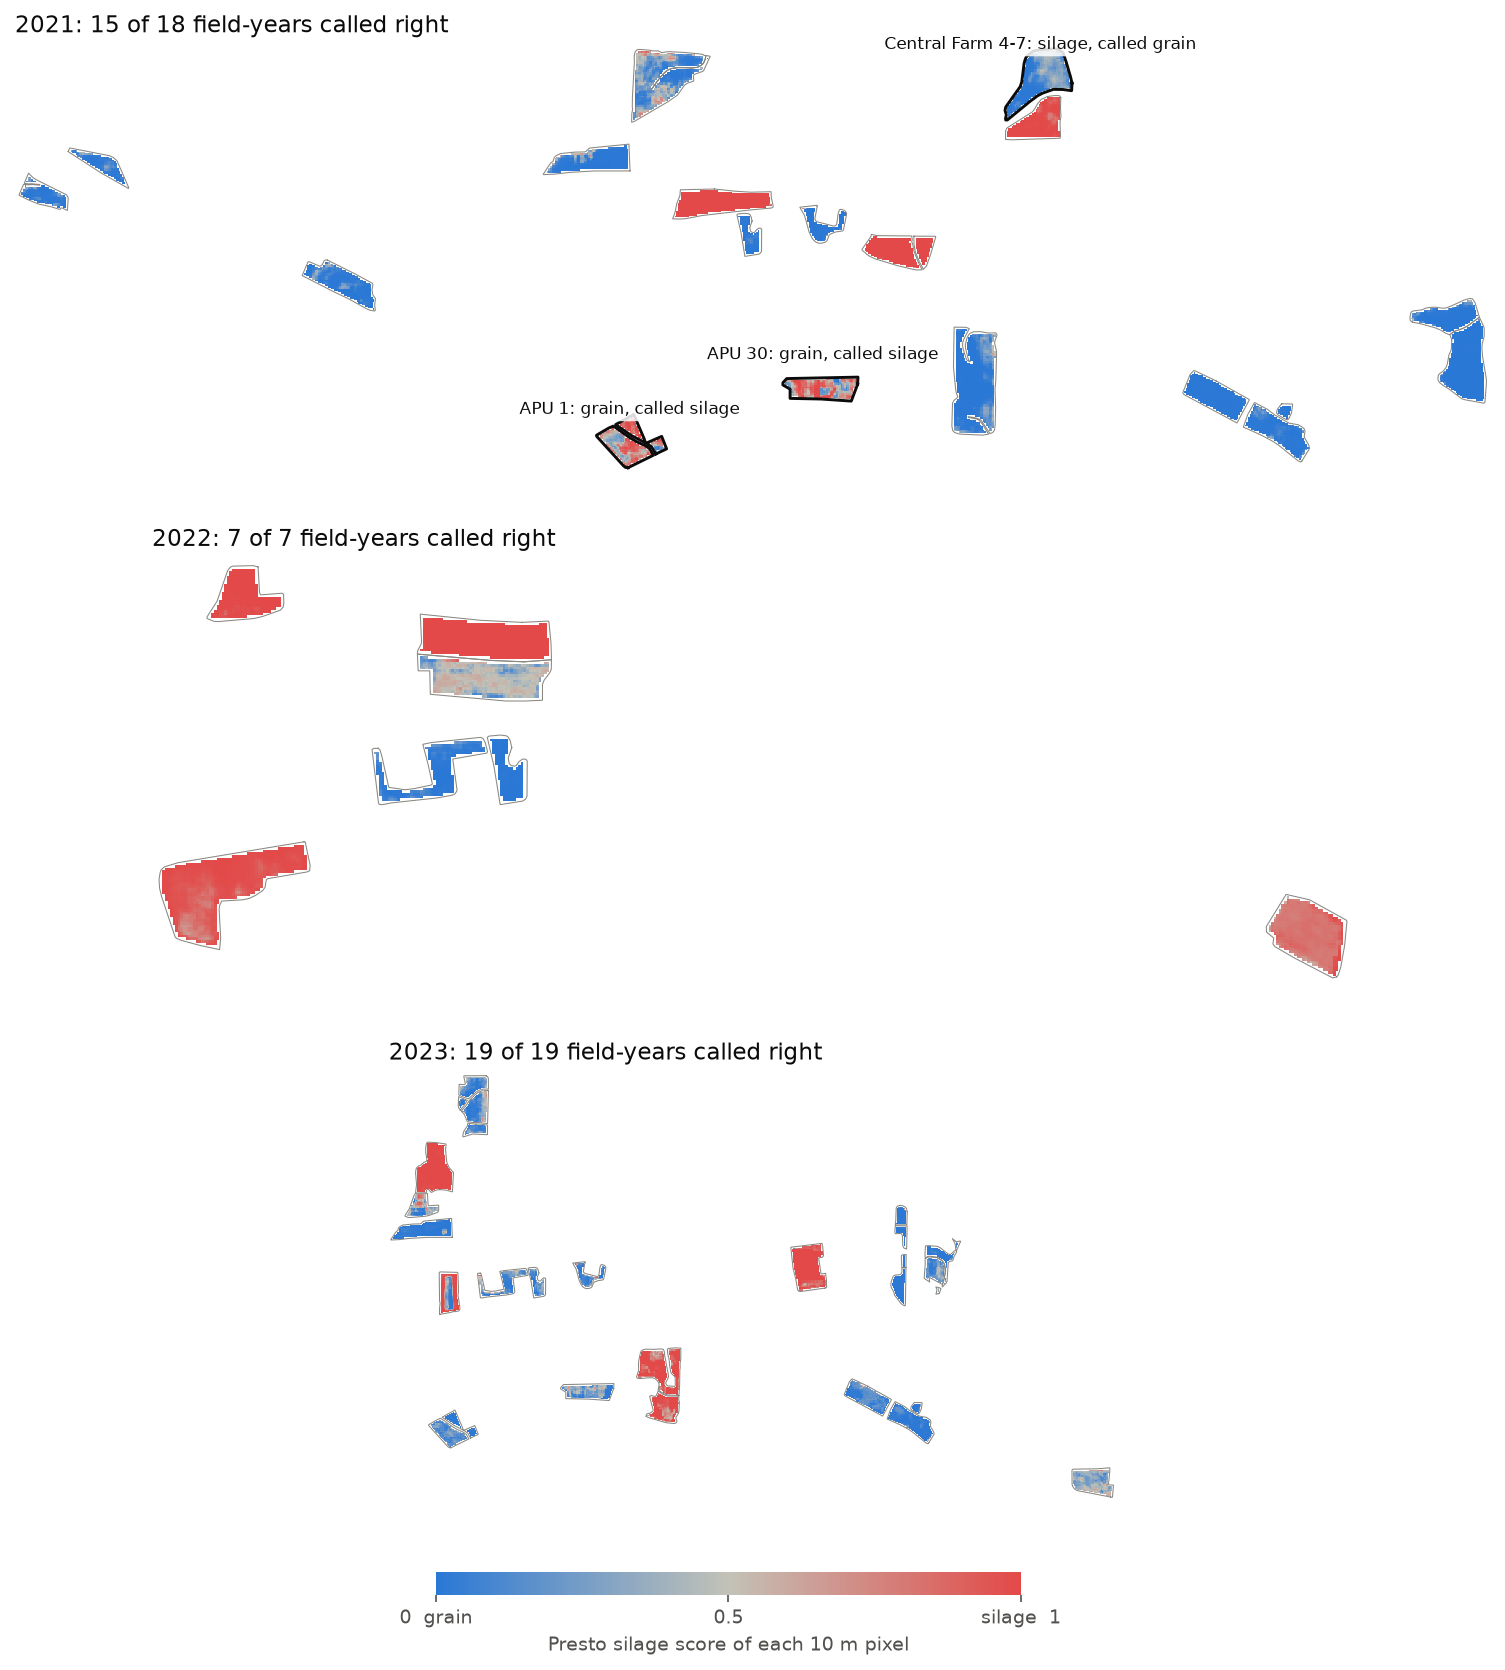 2021: 15 of 18 field-years called right
Central Farm 4-7: silage, called grain
APU 30: grain, called silage
APU 1: grain, called silage
2022: 7 of 7 field-years called right
2023: 19 of 19 field-years called right
0 grain 0.5 silage 1
Presto silage score of each 10 m pixel